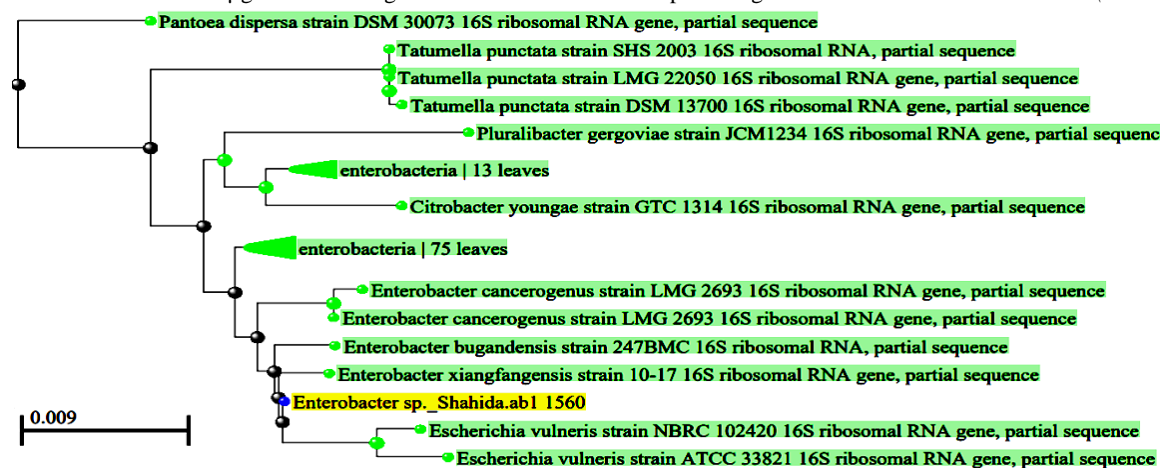 Pantoea dispersa strain DSM 30073 16S ribosomal RNA gene, partial sequence
Tatumella punctata strain SHS 2003 16S ribosomal RNA, partial sequence
Tatumella punctata strain LMG 22050 16S ribosomal RNA gene, partial sequence
Tatumella punctata strain DSM 13700 16S ribosomal RNA gene, partial sequence
Pluralibacter gergoviae strain JCM1234 16S ribosomal RNA gene, partial sequenc
enterobacteria | 13 leaves
Citrobacter youngae strain GTC 1314 16S ribosomal RNA gene, partial sequence
enterobacteria | 75 leaves
Enterobacter cancerogenus strain LMG 2693 16S ribosomal RNA gene, partial sequence
Enterobacter cancerogenus strain LMG 2693 16S ribosomal RNA gene, partial sequence
Enterobacter bugandensis strain 247BMC 16S ribosomal RNA, partial sequence
Enterobacter xiangfangensis strain 10-17 16S ribosomal RNA gene, partial sequence
Enterobacter sp._Shahida.ab1 1560
0.009
Escherichia vulneris strain NBRC 102420 16S ribosomal RNA gene, partial sequence
Escherichia vulneris strain ATCC 33821 16S ribosomal RNA gene, partial sequence